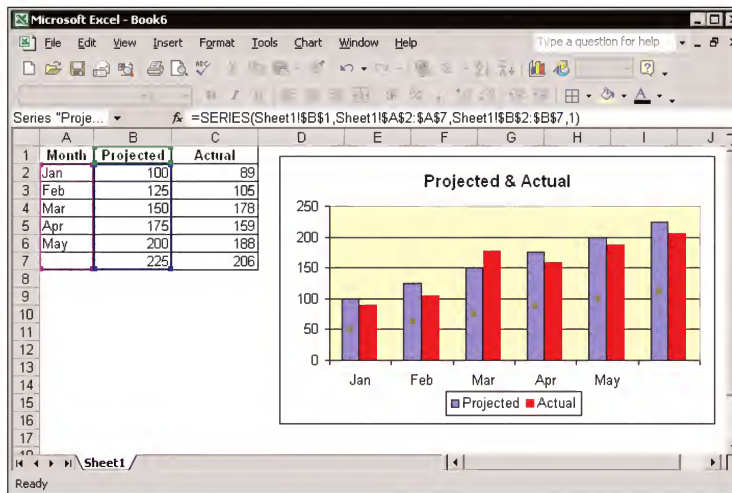 Microsoft Excel - Book6
File Edit View Insert Format Tools Chart Window Help Type a question for help
Series "Proje... fx =SERIES(Sheet1!$B$1,Sheet1!$A$2:$A$7,Sheet1!$B$2:$B$7,1)
A B C D E F G H I J
1 Month Projected Actual
2 Jan 100 89
3 Feb 125 105
4 Mar 150 178
5 Apr 175 159
6 May 200 188
7 225 206
8
9
10
11
12
13
14
15
16
17
18
Projected & Actual
250
200
150
100
50
0
Jan Feb Mar Apr May
Projected Actual
Sheet1
Ready